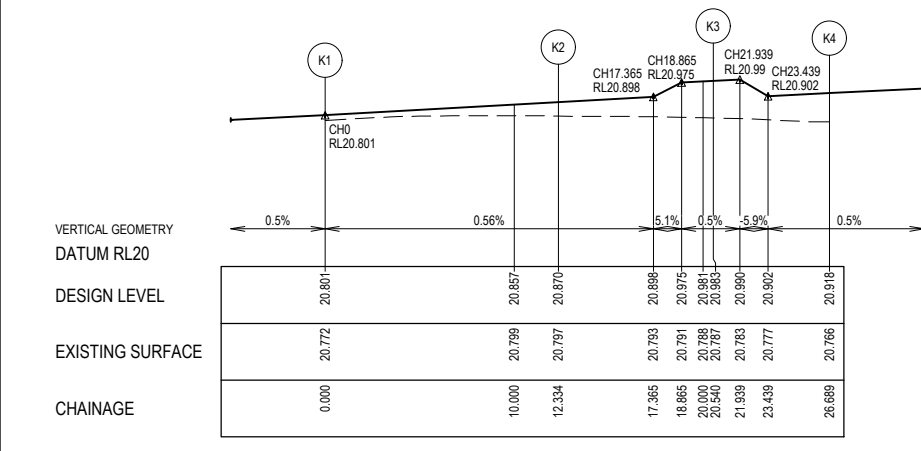 K1
K2
K3
K4
CH0
RL20.801
CH17.365
RL20.898
CH18.865
RL20.975
CH21.939
RL20.99
CH23.439
RL20.902
VERTICAL GEOMETRY
0.5%
0.56%
5.1%
0.5%
-5.9%
0.5%
DATUM RL20
DESIGN LEVEL
20.801
20.857
20.870
20.898
20.975
20.981
20.983
20.990
20.902
20.918
EXISTING SURFACE
20.772
20.799
20.797
20.793
20.791
20.788
20.787
20.783
20.777
20.766
CHAINAGE
0.000
10.000
12.334
17.365
18.865
20.000
20.540
21.939
23.439
26.689